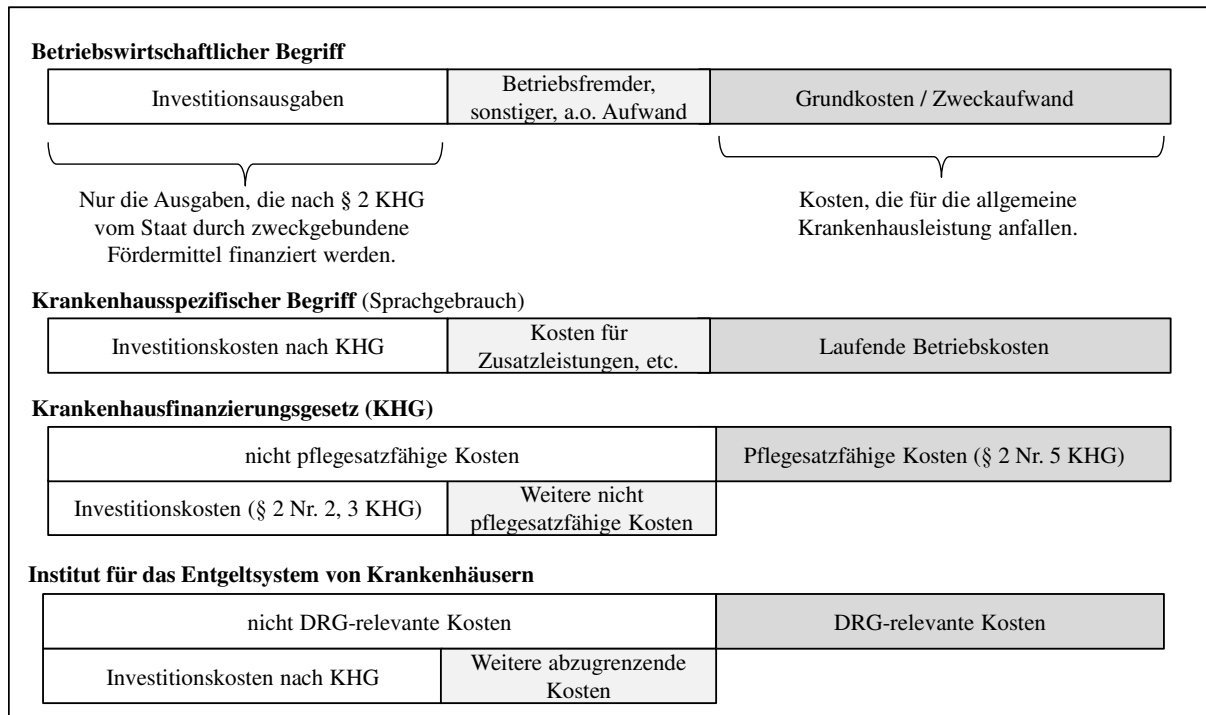 Betriebswirtschaftlicher Begriff
Investitionsausgaben
Betriebsfremder,
sonstiger, a.o. Aufwand
Grundkosten / Zweckaufwand
Nur die Ausgaben, die nach § 2 KHG
vom Staat durch zweckgebundene
Fördermittel finanziert werden.
Kosten, die für die allgemeine
Krankenhausleistung anfallen.
Krankenhausspezifischer Begriff (Sprachgebrauch)
Investitionskosten nach KHG
Kosten für
Zusatzleistungen, etc.
Laufende Betriebskosten
Krankenhausfinanzierungsgesetz (KHG)
nicht pflegesatzfähige Kosten
Pflegesatzfähige Kosten (§ 2 Nr. 5 KHG)
Investitionskosten (§ 2 Nr. 2, 3 KHG)
Weitere nicht
pflegesatzfähige Kosten
Institut für das Entgeltsystem von Krankenhäusern
nicht DRG-relevante Kosten
DRG-relevante Kosten
Investitionskosten nach KHG
Weitere abzugrenzende
Kosten